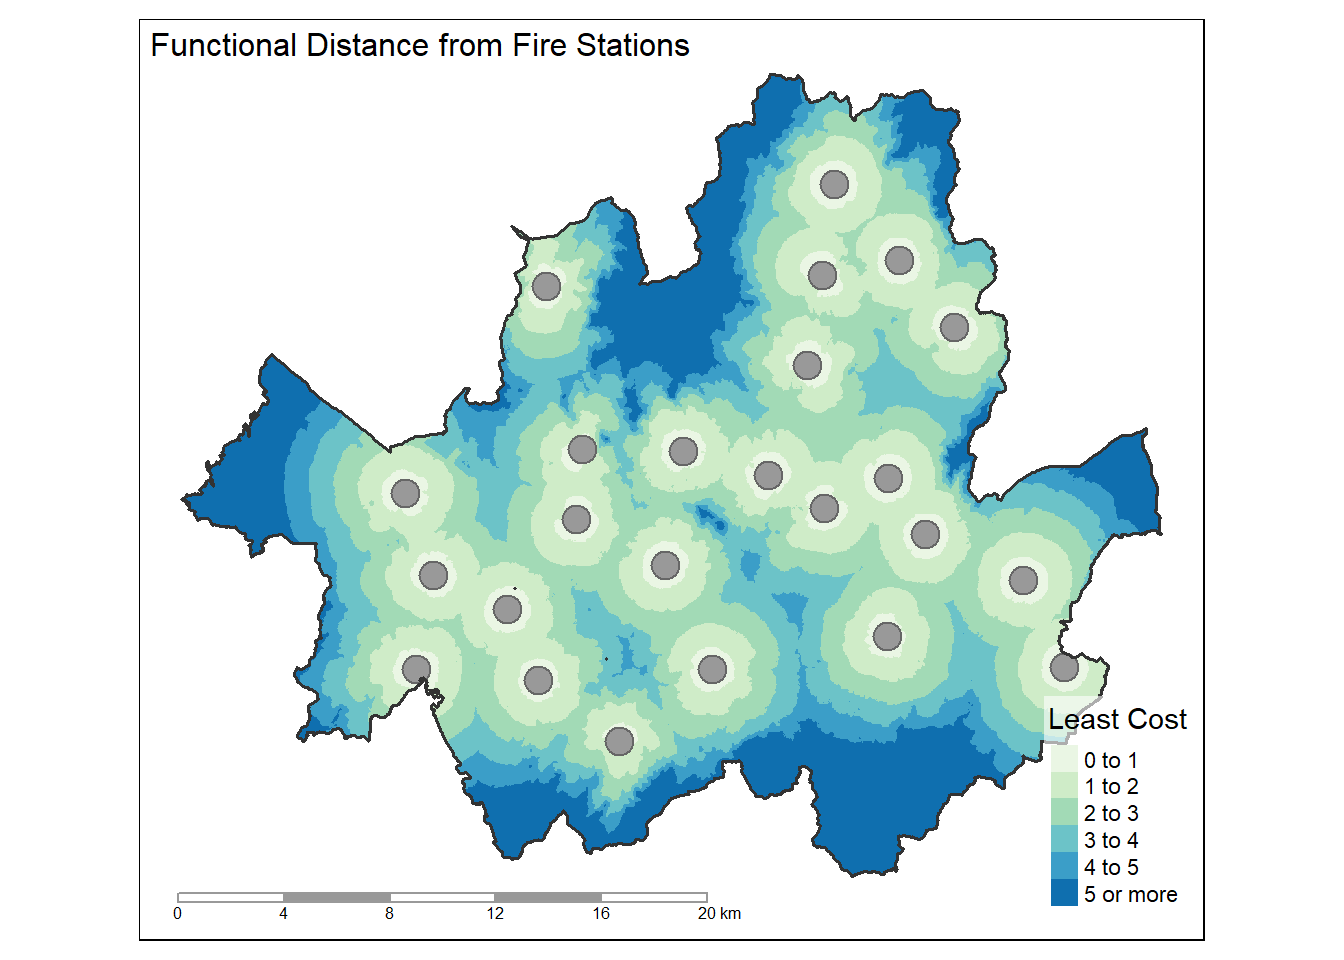 Functional Distance from Fire Stations
Least Cost
0 to 1
1 to 2
2 to 3
3 to 4
4 to 5
5 or more
0 4 8 12 16 20 km